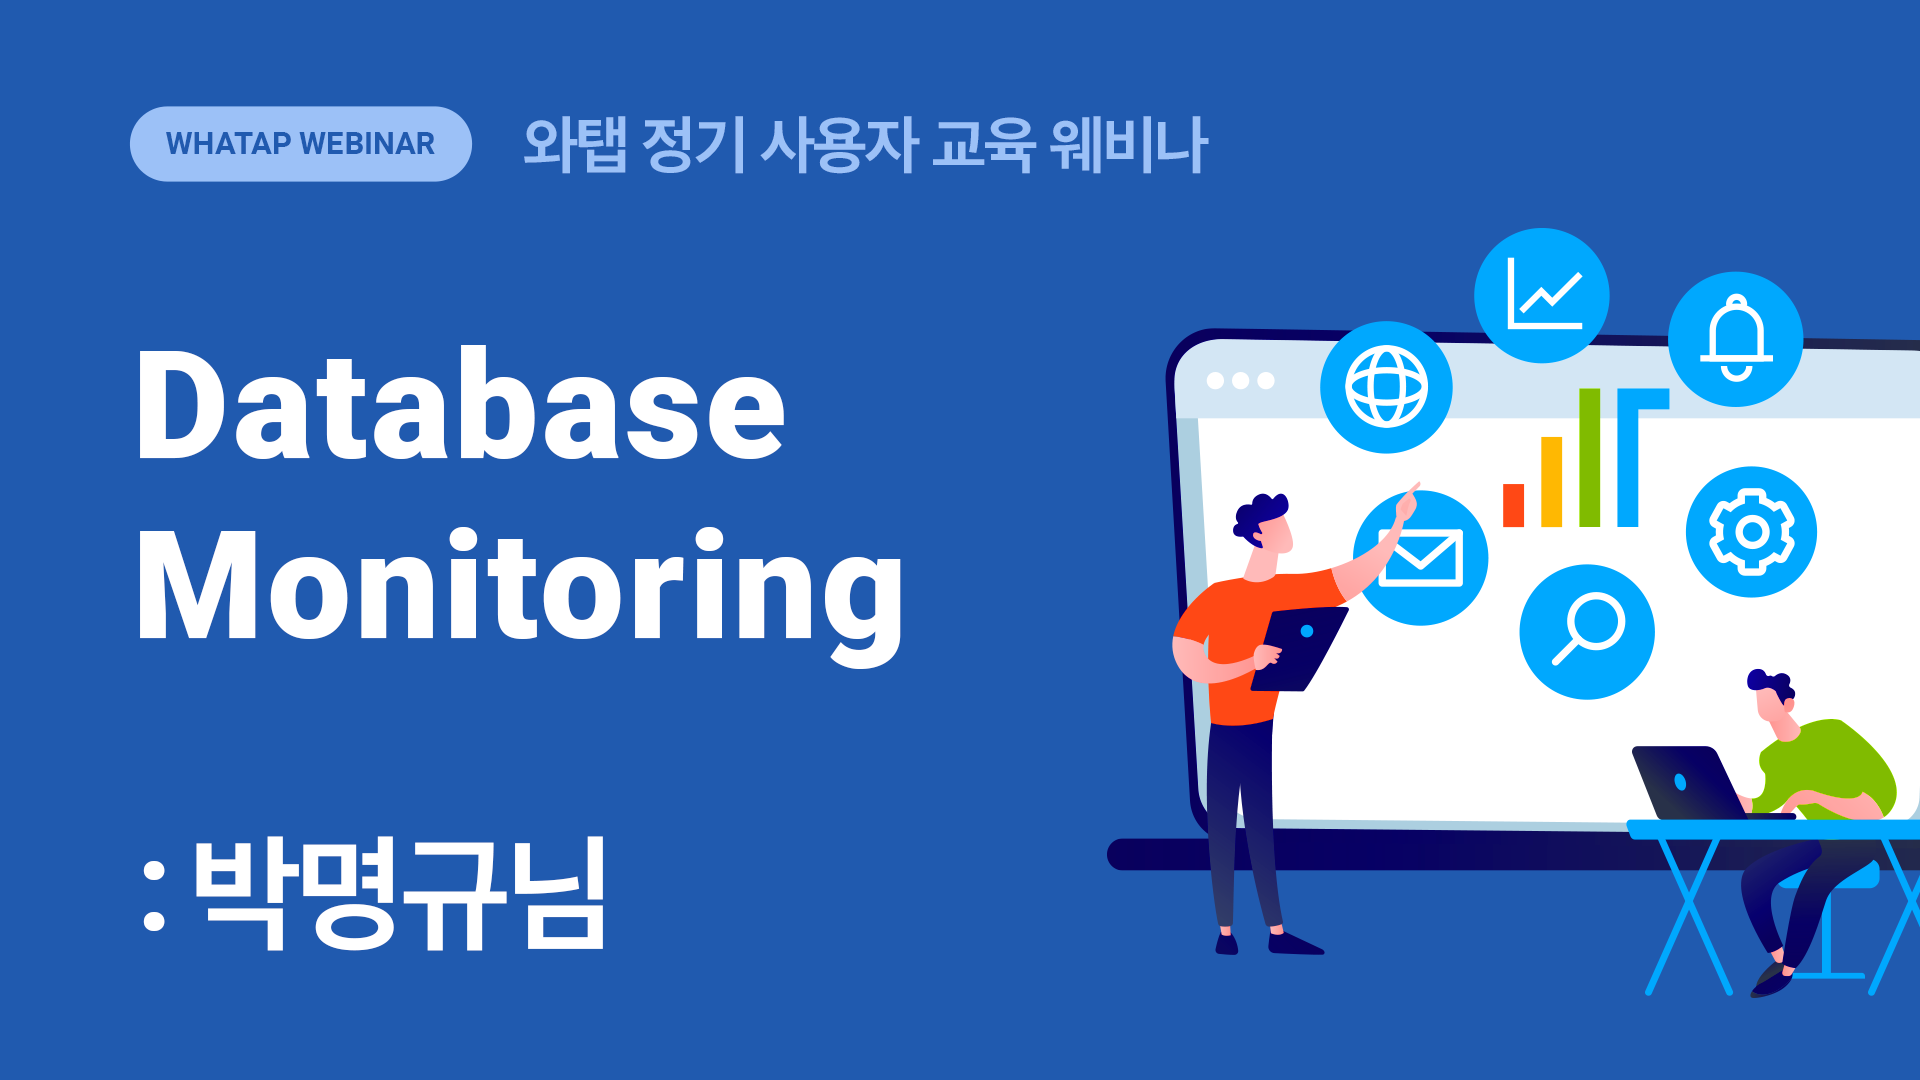 WHATAP WEBINAR
와탭 정기 사용자 교육 웨비나
Database
Monitoring
: 박명규님